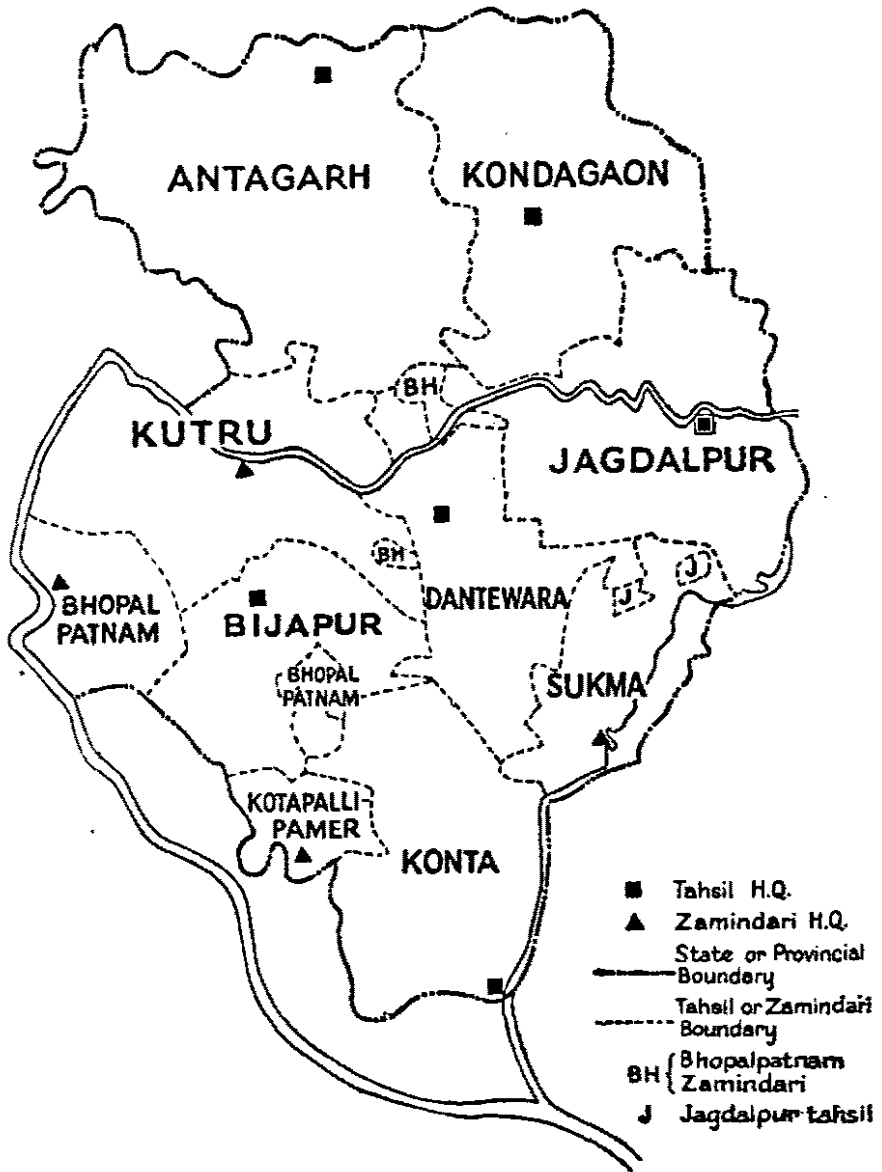 ANTAGARH
KONDAGAON
BH
KUTRU
JAGDALPUR
BH
J
J
DANTEWARA
BHOPAL
PATNAM
BIJAPUR
BHOPAL
PATNAM
SUKMA
KOTAPALLI-
PAMER
KONTA
Tahsil H.Q.
Zamindari H.Q.
State or Provincial
Boundary
Tahsil or Zamindari
Boundary
BH { Bhopalpatnam
Zamindari
J Jagdalpur tahsil